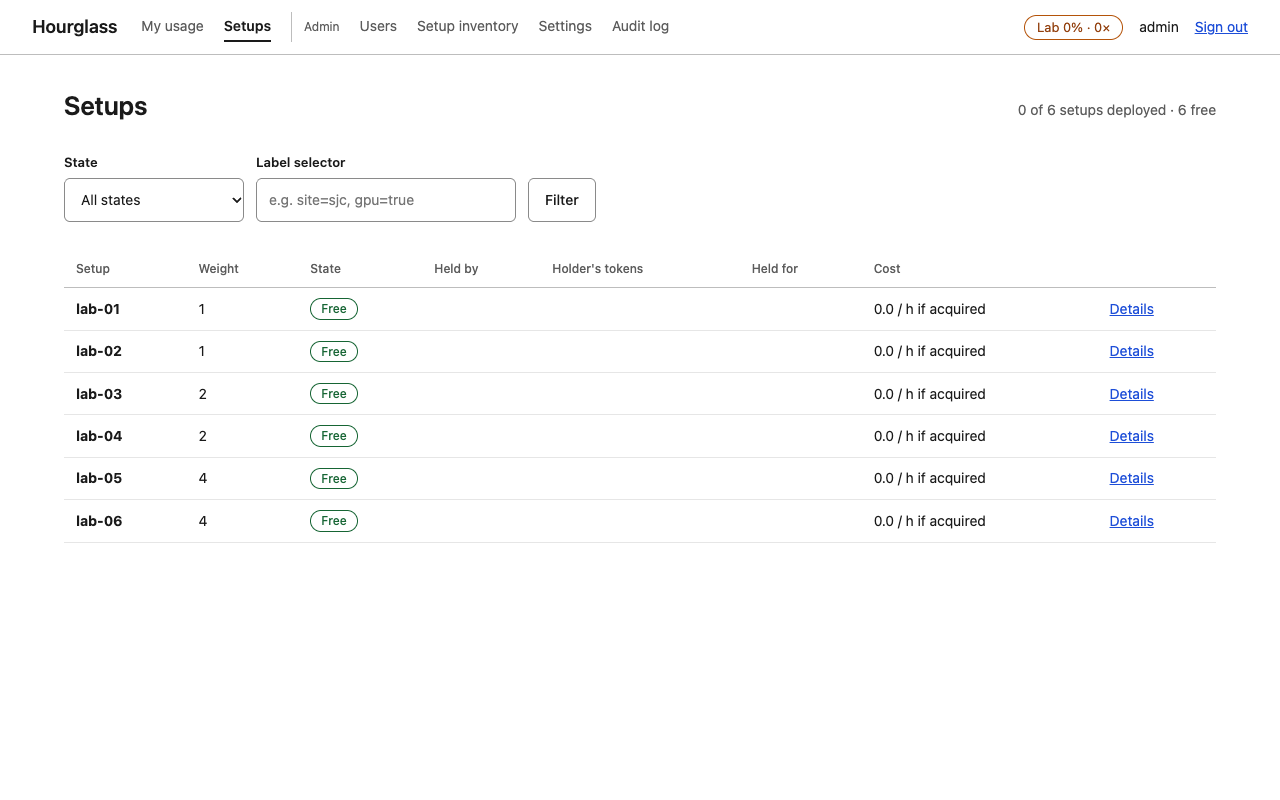 Hourglass My usage Setups Admin Users Setup inventory Settings Audit log Lab 0% · 0× admin Sign out
Setups 0 of 6 setups deployed · 6 free
State Label selector
All states e.g. site=sjc, gpu=true Filter
Setup Weight State Held by Holder's tokens Held for Cost
lab-01 1 Free 0.0 / h if acquired Details
lab-02 1 Free 0.0 / h if acquired Details
lab-03 2 Free 0.0 / h if acquired Details
lab-04 2 Free 0.0 / h if acquired Details
lab-05 4 Free 0.0 / h if acquired Details
lab-06 4 Free 0.0 / h if acquired Details